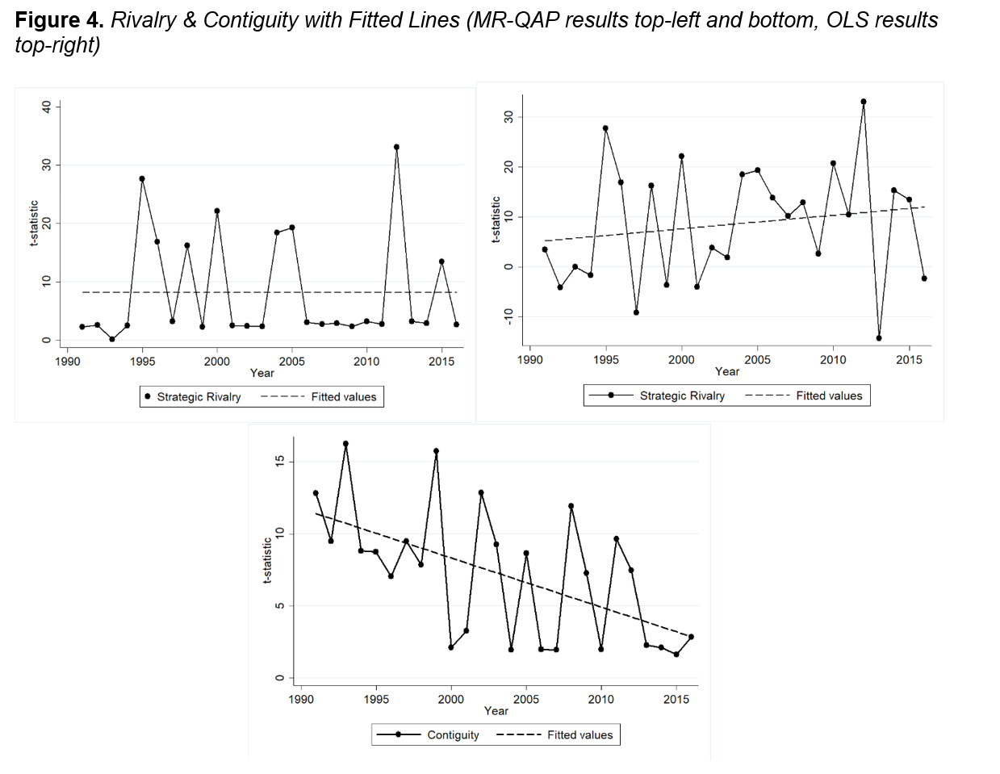 Figure 4. Rivalry & Contiguity with Fitted Lines (MR-QAP results top-left and bottom, OLS results
top-right)
40
30
20
10
0
t-statistic
1990 1995 2000 2005 2010 2015
Year
Strategic Rivalry Fitted values
30
20
10
0
-10
t-statistic
1990 1995 2000 2005 2010 2015
Year
Strategic Rivalry Fitted values
15
10
5
0
t-statistic
1990 1995 2000 2005 2010 2015
Year
Contiguity Fitted values